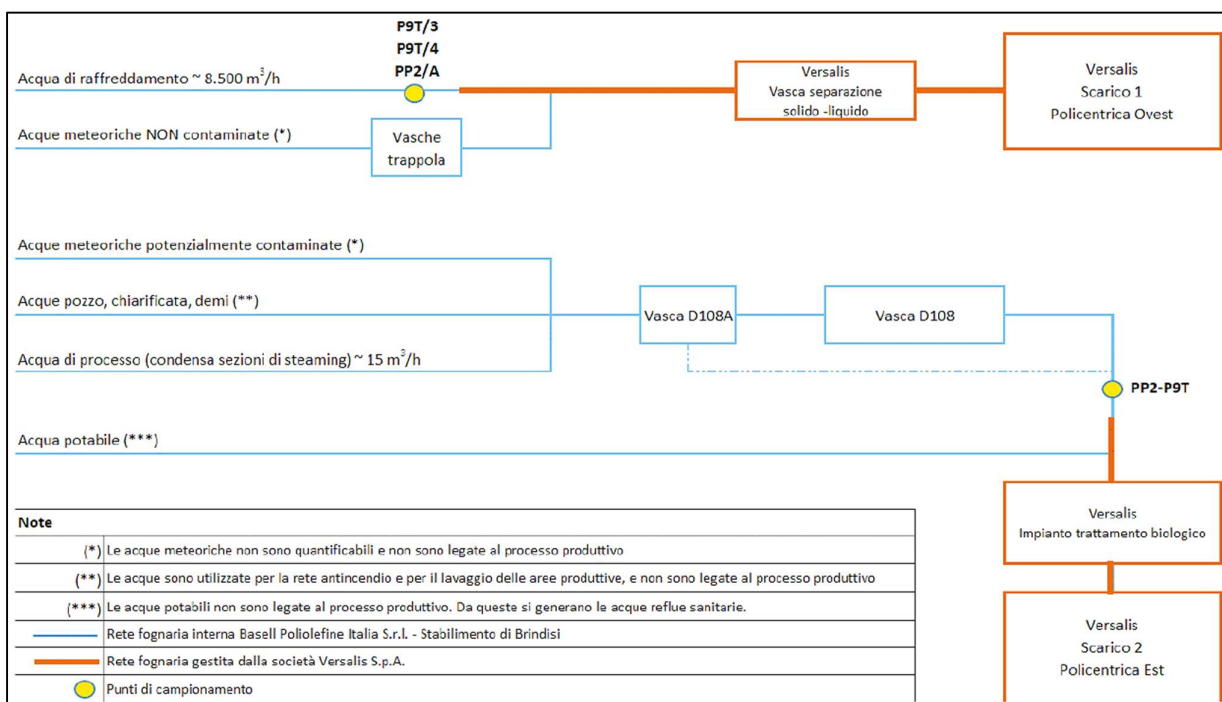 P9T/3
P9T/4
PP2/A
Acqua di raffreddamento ~ 8.500 m³/h
Versalis
Vasca separazione
solido -liquido
Versalis
Scarico 1
Policentrica Ovest
Acque meteoriche NON contaminate (*)
Vasche
trappola
Acque meteoriche potenzialmente contaminate (*)
Acque pozzo, chiarificata, demi (**)
Vasca D108A
Vasca D108
Acqua di processo (condensa sezioni di steaming) ~ 15 m³/h
PP2-P9T
Acqua potabile (***)
Versalis
Impianto trattamento biologico
Versalis
Scarico 2
Policentrica Est
Note
(*) Le acque meteoriche non sono quantificabili e non sono legate al processo produttivo
(**) Le acque sono utilizzate per la rete antincendio e per il lavaggio delle aree produttive, e non sono legate al processo produttivo
(***) Le acque potabili non sono legate al processo produttivo. Da queste si generano le acque reflue sanitarie.
Rete fognaria interna Basell Poliolefine Italia S.r.l. - Stabilimento di Brindisi
Rete fognaria gestita dalla società Versalis S.p.A.
Punti di campionamento